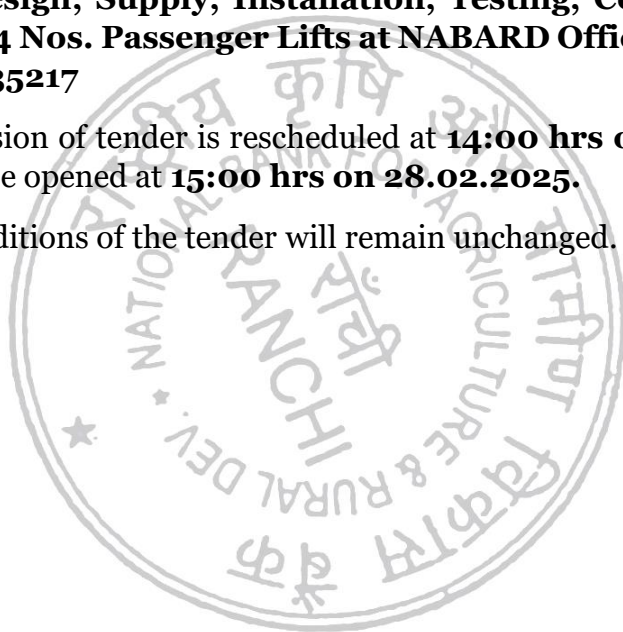 esign, Supply, Installation, Testing, Co
4 Nos. Passenger Lifts at NABARD Offi
35217
sion of tender is rescheduled at 14:00 hrs o
e opened at 15:00 hrs on 28.02.2025.
ditions of the tender will remain unchanged.
राष्ट्रीय कृषि और ग्रामीण विकास बैंक
NATIONAL BANK FOR AGRICULTURE & RURAL DEV.
रांची
RANCHI